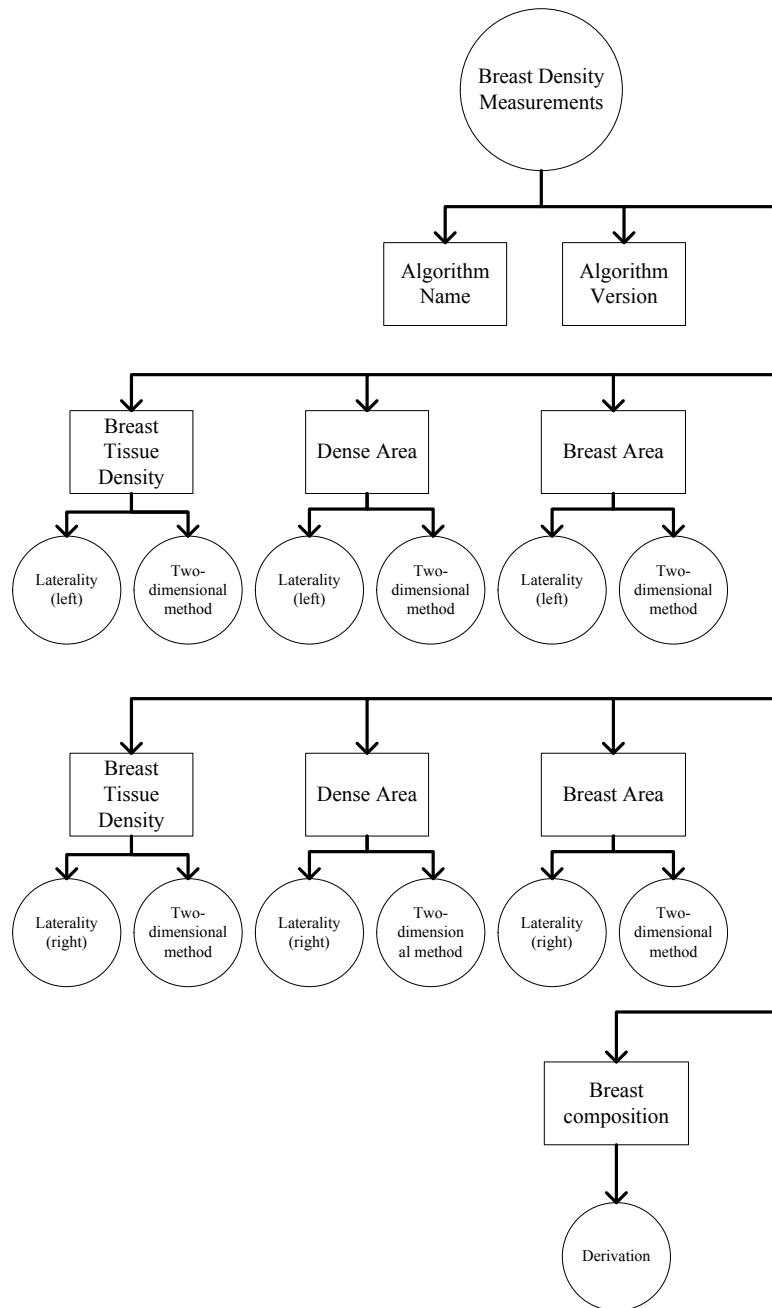 Breast Density
Measurements
Algorithm
Name
Algorithm
Version
Breast
Tissue
Density
Dense Area
Breast Area
Laterality
(left)
Two-
dimensional
method
Laterality
(left)
Two-
dimensional
method
Laterality
(left)
Two-
dimensional
method
Breast
Tissue
Density
Dense Area
Breast Area
Laterality
(right)
Two-
dimensional
method
Laterality
(right)
Two-
dimension
al method
Laterality
(right)
Two-
dimensional
method
Breast
composition
Derivation